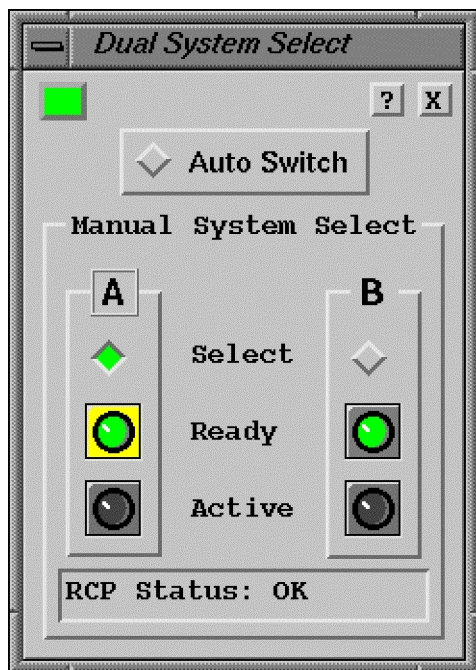 Dual System Select
? X
Auto Switch
Manual System Select
A B
Select
Ready
Active
RCP Status: OK